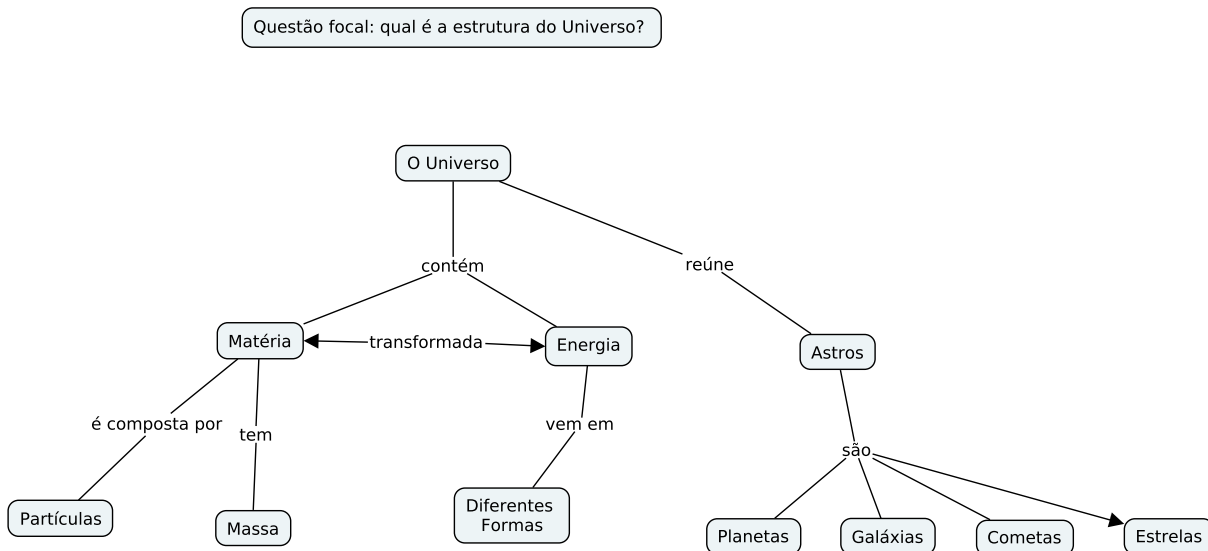 Questão focal: qual é a estrutura do Universo?
O Universo
contém
reúne
Matéria
transformada
Energia
Astros
é composta por
tem
vem em
são
Partículas
Massa
Diferentes
Formas
Planetas
Galáxias
Cometas
Estrelas